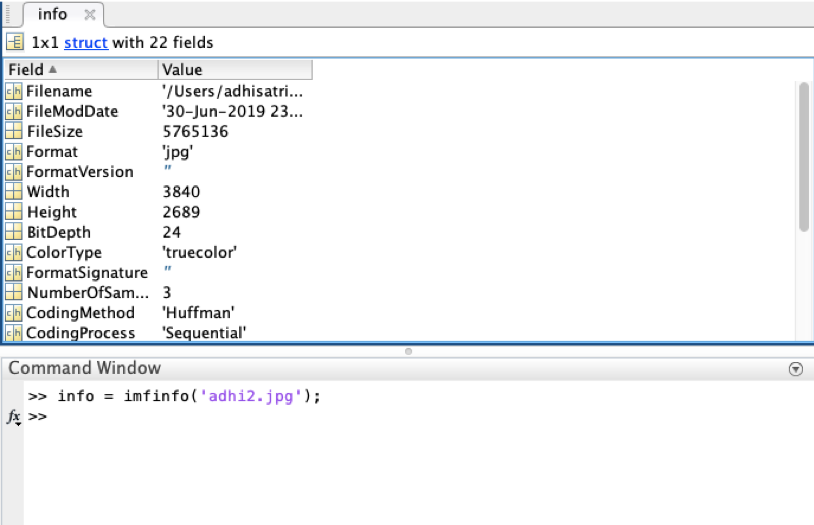 info
1x1 struct with 22 fields
Field Value
Filename '/Users/adhisatri...
FileModDate '30-Jun-2019 23...
FileSize 5765136
Format 'jpg'
FormatVersion ''
Width 3840
Height 2689
BitDepth 24
ColorType 'truecolor'
FormatSignature ''
NumberOfSam... 3
CodingMethod 'Huffman'
CodingProcess 'Sequential'
Command Window
>> info = imfinfo('adhi2.jpg');
fx >>